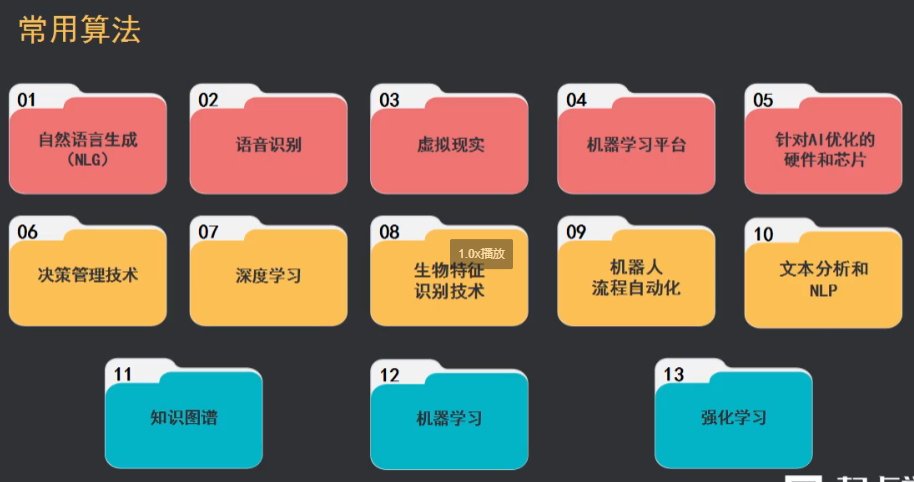 常用算法
01
自然语言生成
（NLG）
02
语音识别
03
虚拟现实
04
机器学习平台
05
针对AI优化的
硬件和芯片
06
决策管理技术
07
深度学习
08
1.0x播放
生物特征
识别技术
09
机器人
流程自动化
10
文本分析和
NLP
11
知识图谱
12
机器学习
13
强化学习